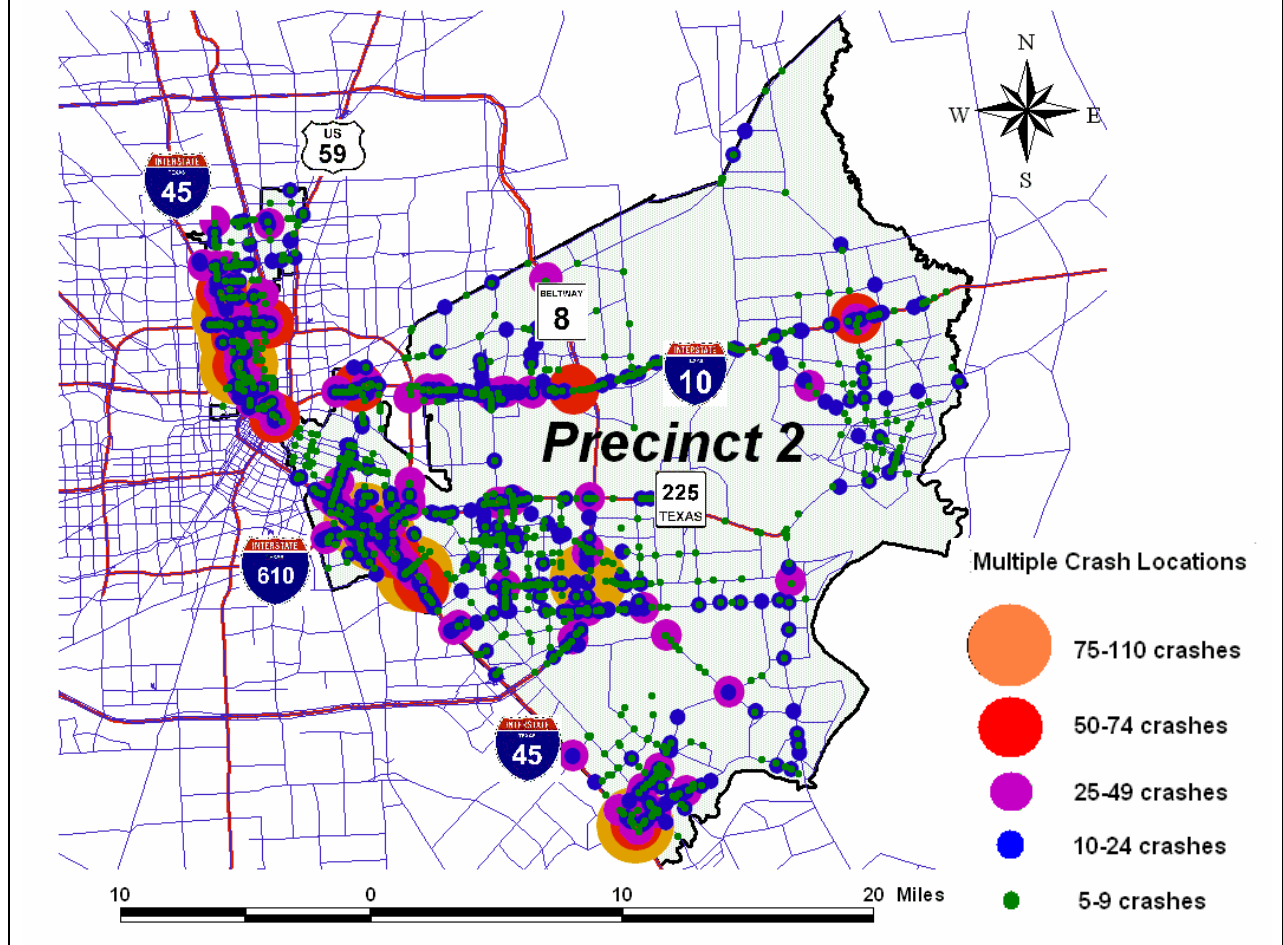 N
W E
S
US
59
INTERSTATE
TEXAS
45
BELTWAY
8
INTERSTATE
10
Precinct 2
225
TEXAS
INTERSTATE
610
Multiple Crash Locations
75-110 crashes
50-74 crashes
25-49 crashes
10-24 crashes
5-9 crashes
INTERSTATE
TEXAS
45
10 0 10 20 Miles